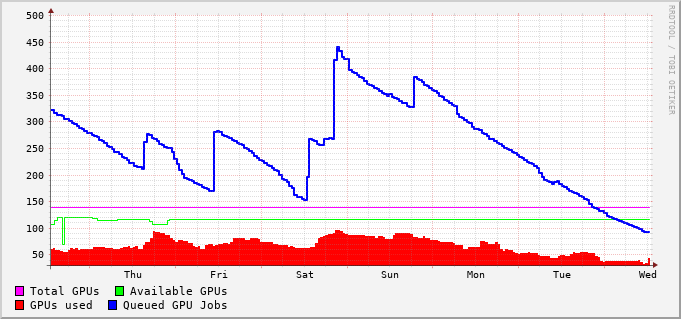 500
450
400
350
300
250
200
150
100
50
Thu Fri Sat Sun Mon Tue Wed
Total GPUs Available GPUs
GPUs used Queued GPU Jobs
RRDTOOL / TOBI OETIKER